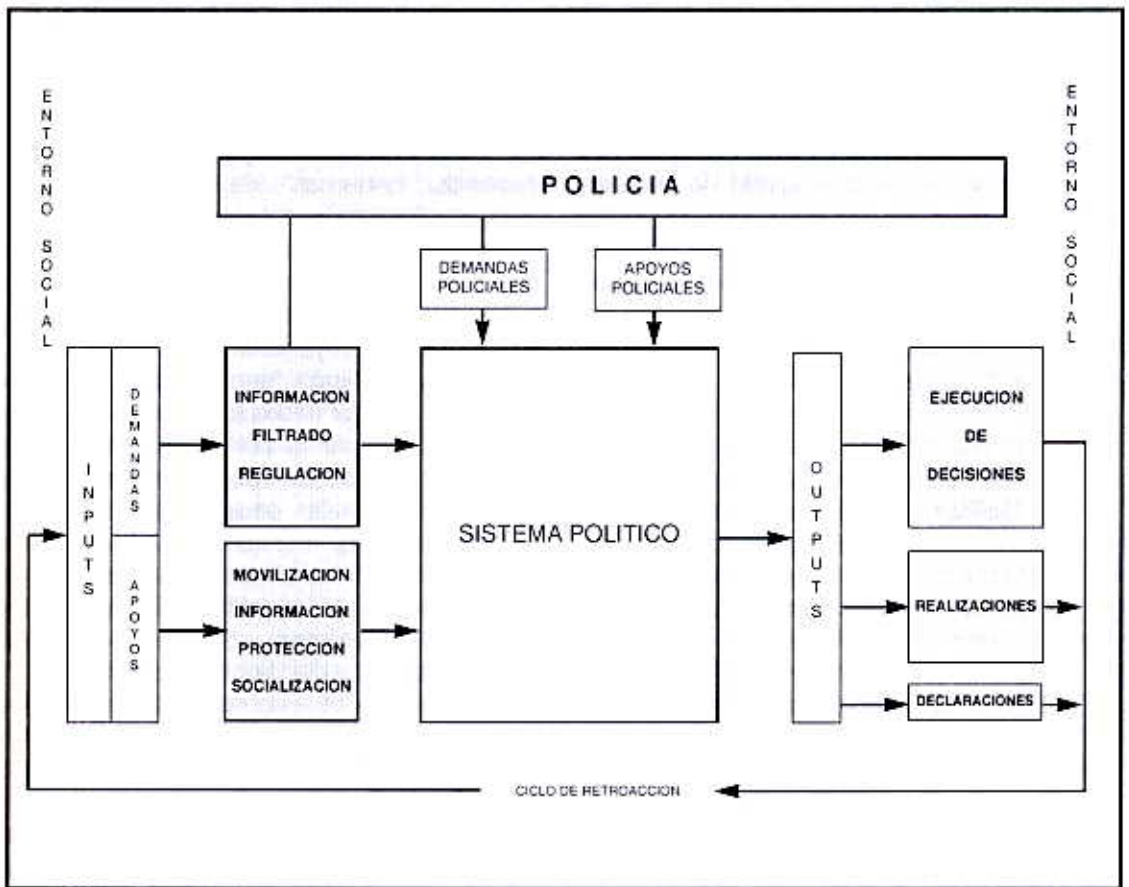 ENTORNO SOCIAL
ENTORNO SOCIAL
POLICIA
DEMANDAS
POLICIALES
APOYOS
POLICIALES
INPUTS
DEMANDAS
APOYOS
INFORMACION
FILTRADO
REGULACION
MOVILIZACION
INFORMACION
PROTECCION
SOCIALIZACION
SISTEMA POLITICO
OUTPUTS
EJECUCION
DE
DECISIONES
REALIZACIONES
DECLARACIONES
CICLO DE RETROACCION